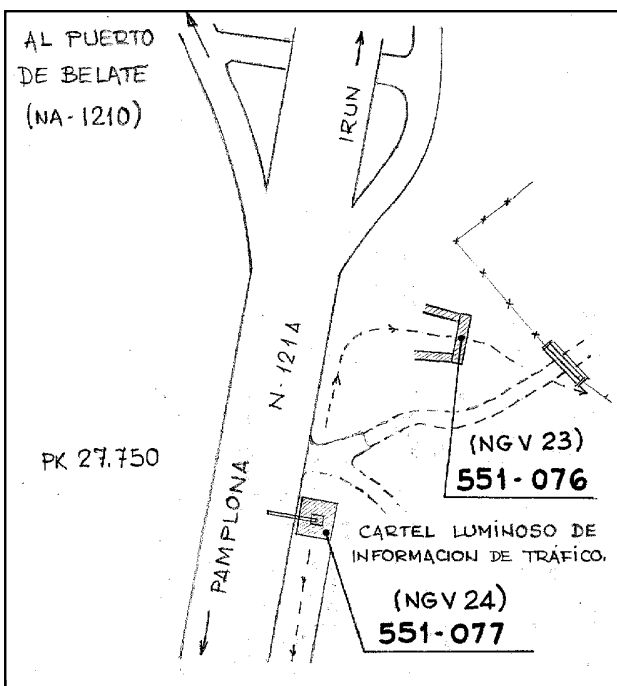 AL PUERTO
DE BELATE
(NA-1210)
IRUN
N-121A
PK 27.750
PAMPLONA
(NGV 23)
551-076
CARTEL LUMINOSO DE
INFORMACION DE TRÁFICO.
(NGV 24)
551-077